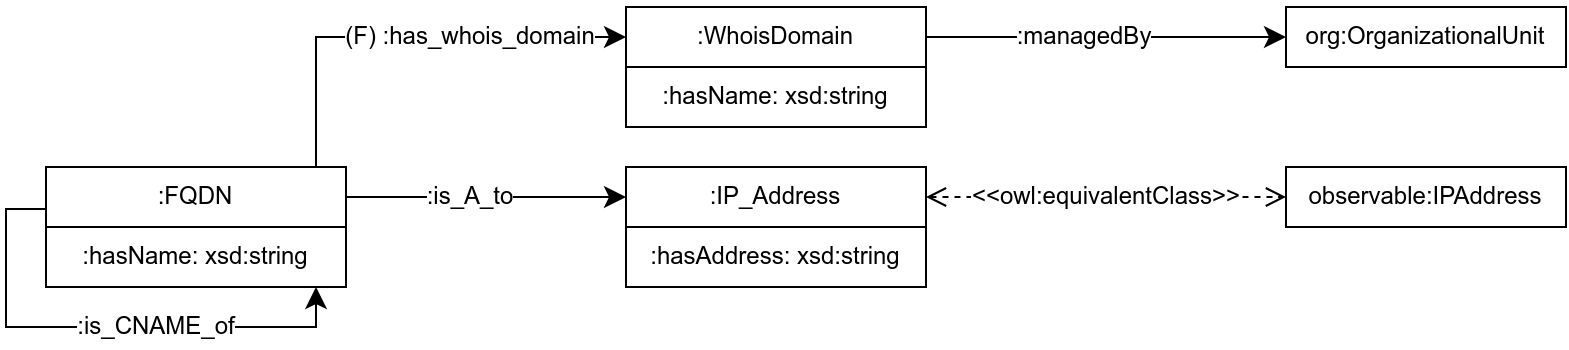 (F) :has_whois_domain
:WhoisDomain
:managedBy
org:OrganizationalUnit
:hasName: xsd:string
:FQDN
:is_A_to
:IP_Address
<<owl:equivalentClass>>
observable:IPAddress
:hasName: xsd:string
:hasAddress: xsd:string
:is_CNAME_of